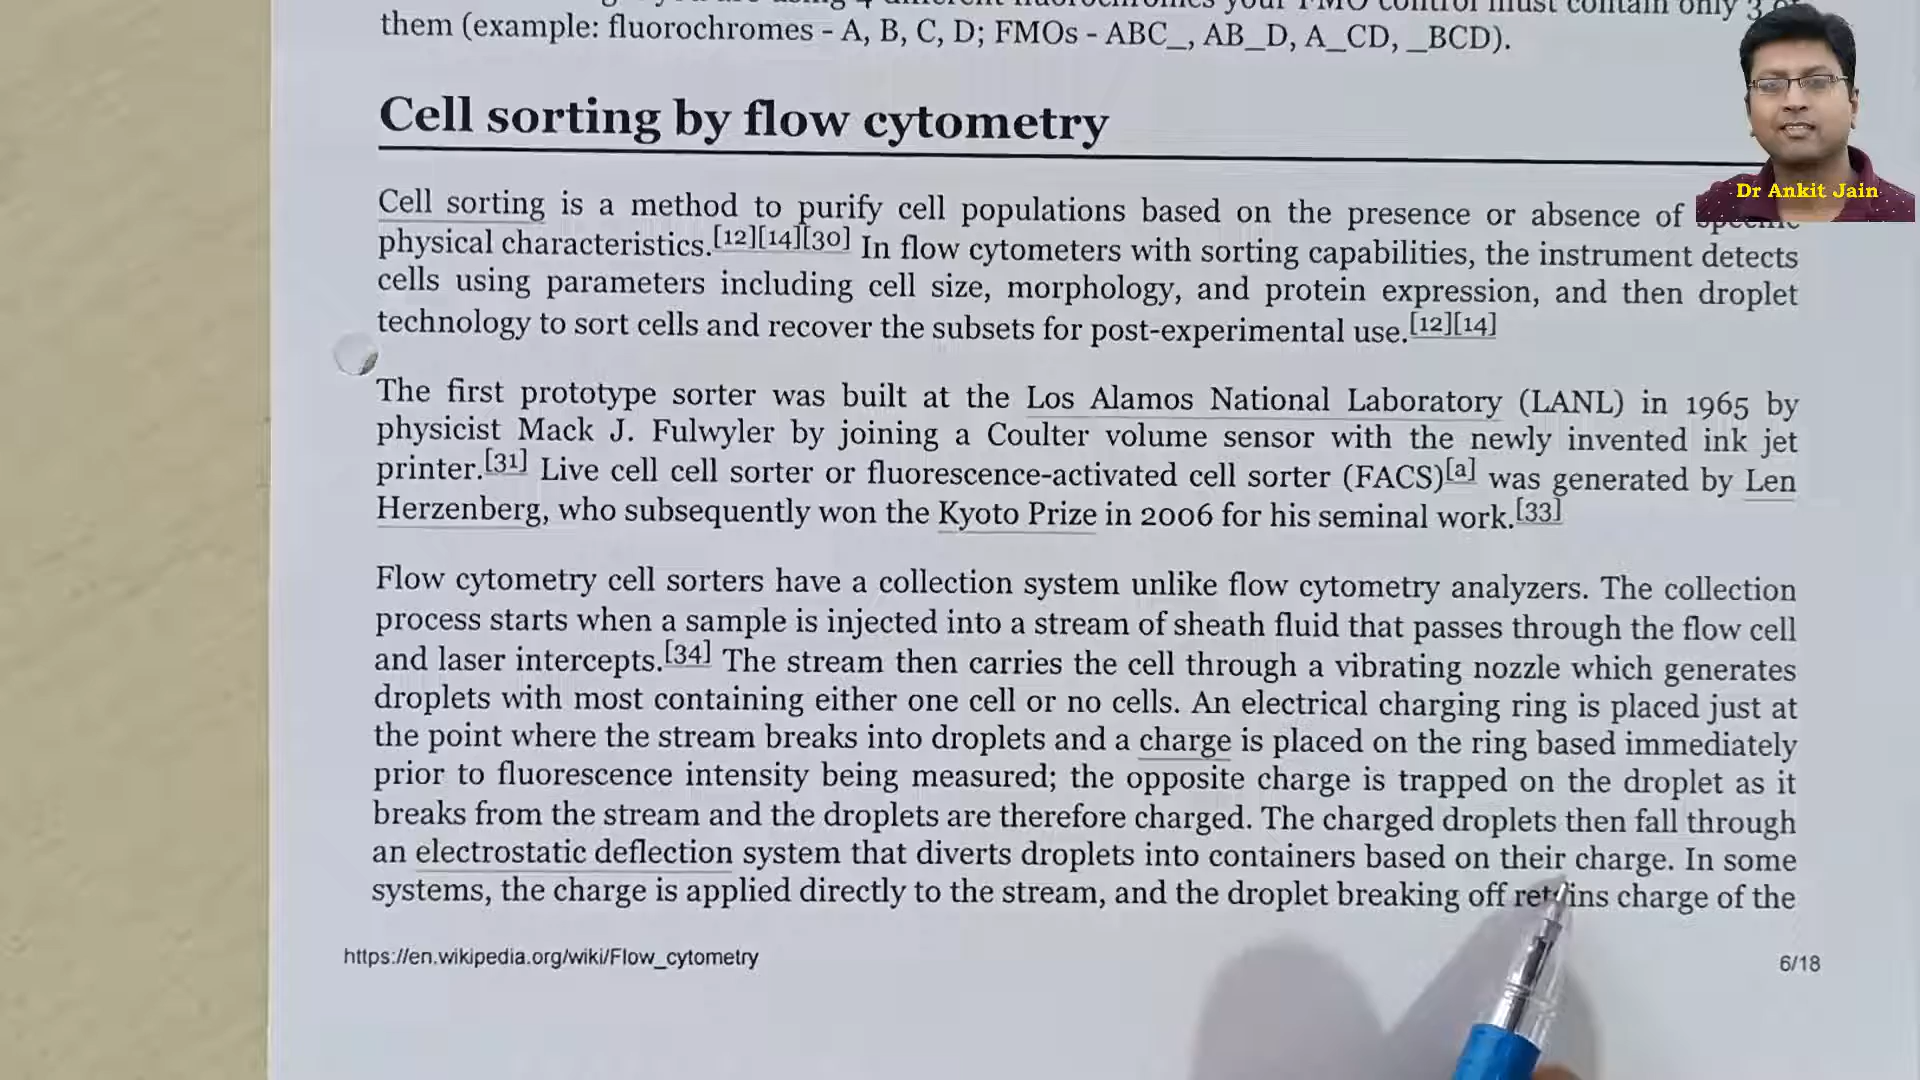 fluorochromes your FMO control must contain only 3
them (example: fluorochromes - A, B, C, D; FMOs - ABC_, AB_D, A_CD, _BCD).
Cell sorting by flow cytometry
Dr Ankit Jain
Cell sorting is a method to purify cell populations based on the presence or absence of specific
physical characteristics.[12][14][30] In flow cytometers with sorting capabilities, the instrument detects
cells using parameters including cell size, morphology, and protein expression, and then droplet
technology to sort cells and recover the subsets for post-experimental use.[12][14]
The first prototype sorter was built at the Los Alamos National Laboratory (LANL) in 1965 by
physicist Mack J. Fulwyler by joining a Coulter volume sensor with the newly invented ink jet
printer.[31] Live cell cell sorter or fluorescence-activated cell sorter (FACS)[a] was generated by Len
Herzenberg, who subsequently won the Kyoto Prize in 2006 for his seminal work.[33]
Flow cytometry cell sorters have a collection system unlike flow cytometry analyzers. The collection
process starts when a sample is injected into a stream of sheath fluid that passes through the flow cell
and laser intercepts.[34] The stream then carries the cell through a vibrating nozzle which generates
droplets with most containing either one cell or no cells. An electrical charging ring is placed just at
the point where the stream breaks into droplets and a charge is placed on the ring based immediately
prior to fluorescence intensity being measured; the opposite charge is trapped on the droplet as it
breaks from the stream and the droplets are therefore charged. The charged droplets then fall through
an electrostatic deflection system that diverts droplets into containers based on their charge. In some
systems, the charge is applied directly to the stream, and the droplet breaking off retains charge of the
https://en.wikipedia.org/wiki/Flow_cytometry
6/18